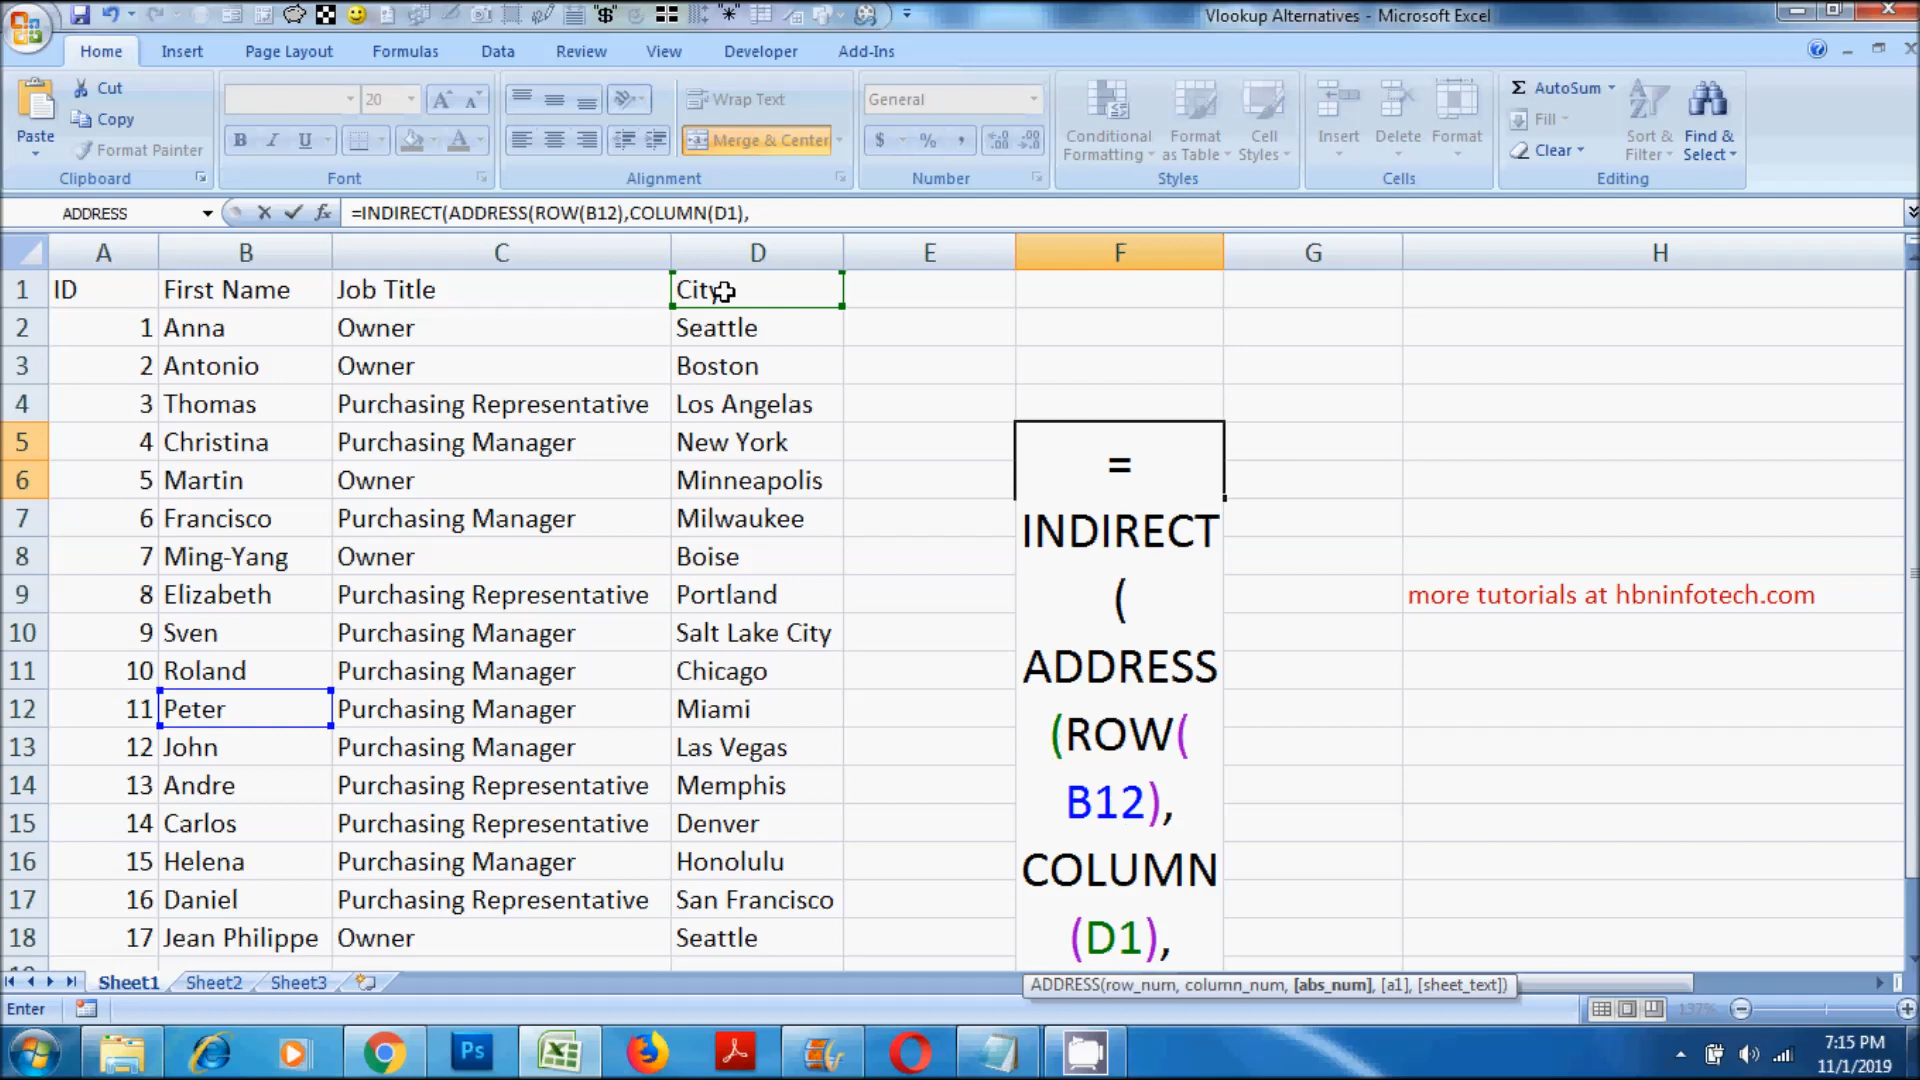 Vlookup Alternatives - Microsoft Excel
Home Insert Page Layout Formulas Data Review View Developer Add-Ins
Paste
Cut
Copy
Format Painter
Clipboard
20
B I U
Font
Wrap Text
Merge & Center
Alignment
General
$ % ,
Number
Conditional Formatting
Format as Table
Cell Styles
Styles
Insert Delete Format
Cells
Σ AutoSum
Fill
Clear
Sort & Filter
Find & Select
Editing
ADDRESS fx =INDIRECT(ADDRESS(ROW(B12),COLUMN(D1),
A B C D E F G H
1 ID First Name Job Title City
2 1 Anna Owner Seattle
3 2 Antonio Owner Boston
4 3 Thomas Purchasing Representative Los Angelas
5 4 Christina Purchasing Manager New York
6 5 Martin Owner Minneapolis
7 6 Francisco Purchasing Manager Milwaukee
8 7 Ming-Yang Owner Boise
9 8 Elizabeth Purchasing Representative Portland
10 9 Sven Purchasing Manager Salt Lake City
11 10 Roland Purchasing Manager Chicago
12 11 Peter Purchasing Manager Miami
13 12 John Purchasing Manager Las Vegas
14 13 Andre Purchasing Representative Memphis
15 14 Carlos Purchasing Representative Denver
16 15 Helena Purchasing Manager Honolulu
17 16 Daniel Purchasing Representative San Francisco
18 17 Jean Philippe Owner Seattle
=
INDIRECT
(
ADDRESS
(ROW(
B12),
COLUMN
(D1),
more tutorials at hbninfotech.com
ADDRESS(row_num, column_num, [abs_num], [a1], [sheet_text])
Sheet1 Sheet2 Sheet3
Enter
137%
Ps
7:15 PM
11/1/2019